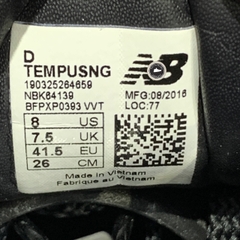 D
TEMPUSNG
190325264659
NBK64139
BFPXP0393 VVT
NB
MFG:08/2016
LOC:77
8 US
7.5 UK
41.5 EU
26 CM
Made in Vietnam
Fabriqué au Vietnam